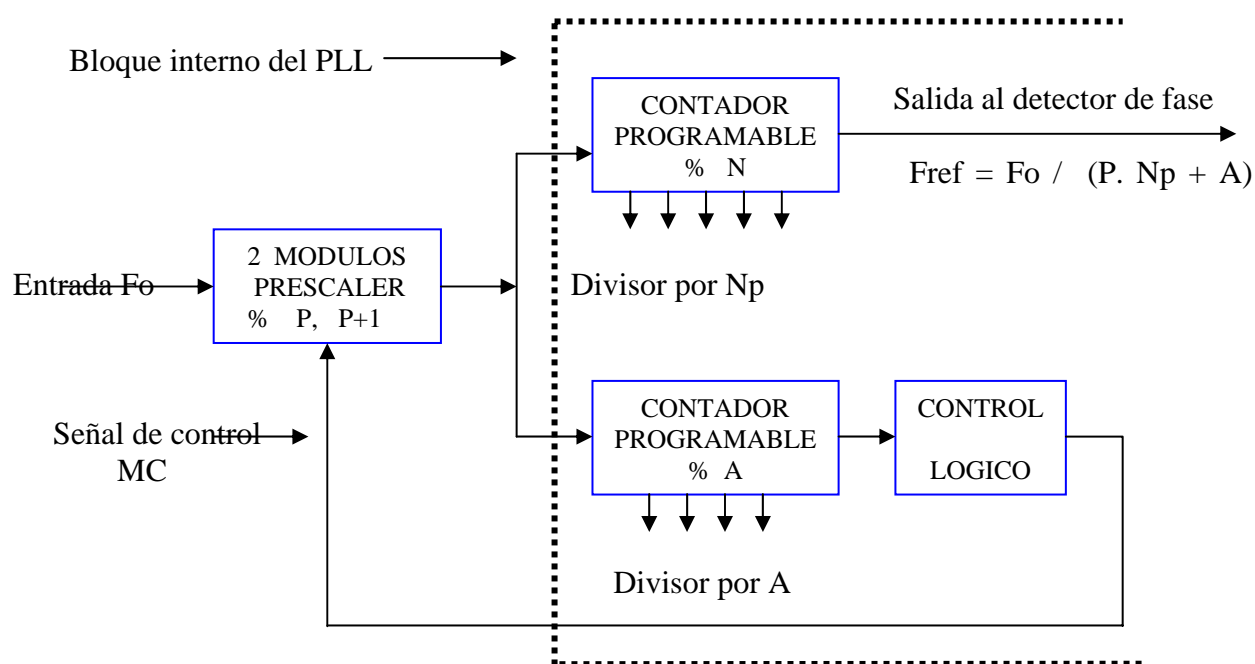 Bloque interno del PLL
CONTADOR
PROGRAMABLE
% N
Salida al detector de fase
Fref = Fo / (P. Np + A)
2 MODULOS
PRESCALER
% P, P+1
Entrada Fo
Divisor por Np
Señal de control
MC
CONTADOR
PROGRAMABLE
% A
CONTROL
LOGICO
Divisor por A